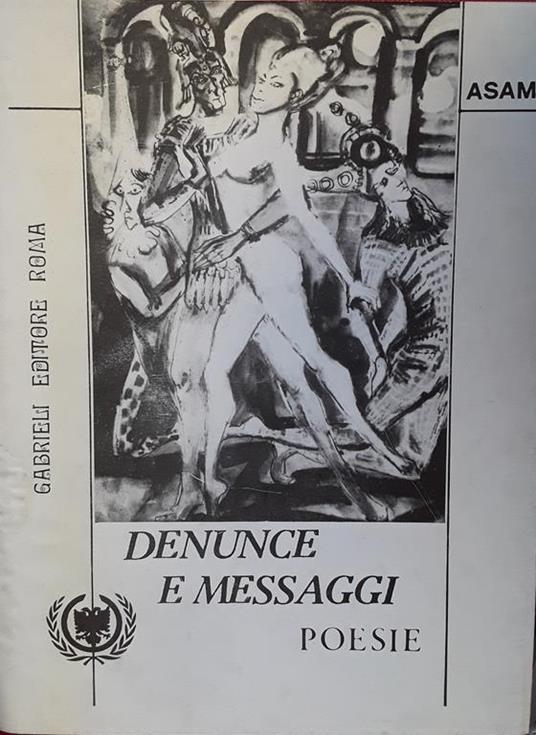 ASAM
GABRIELI EDITORE ROMA
DENUNCE
E MESSAGGI
POESIE